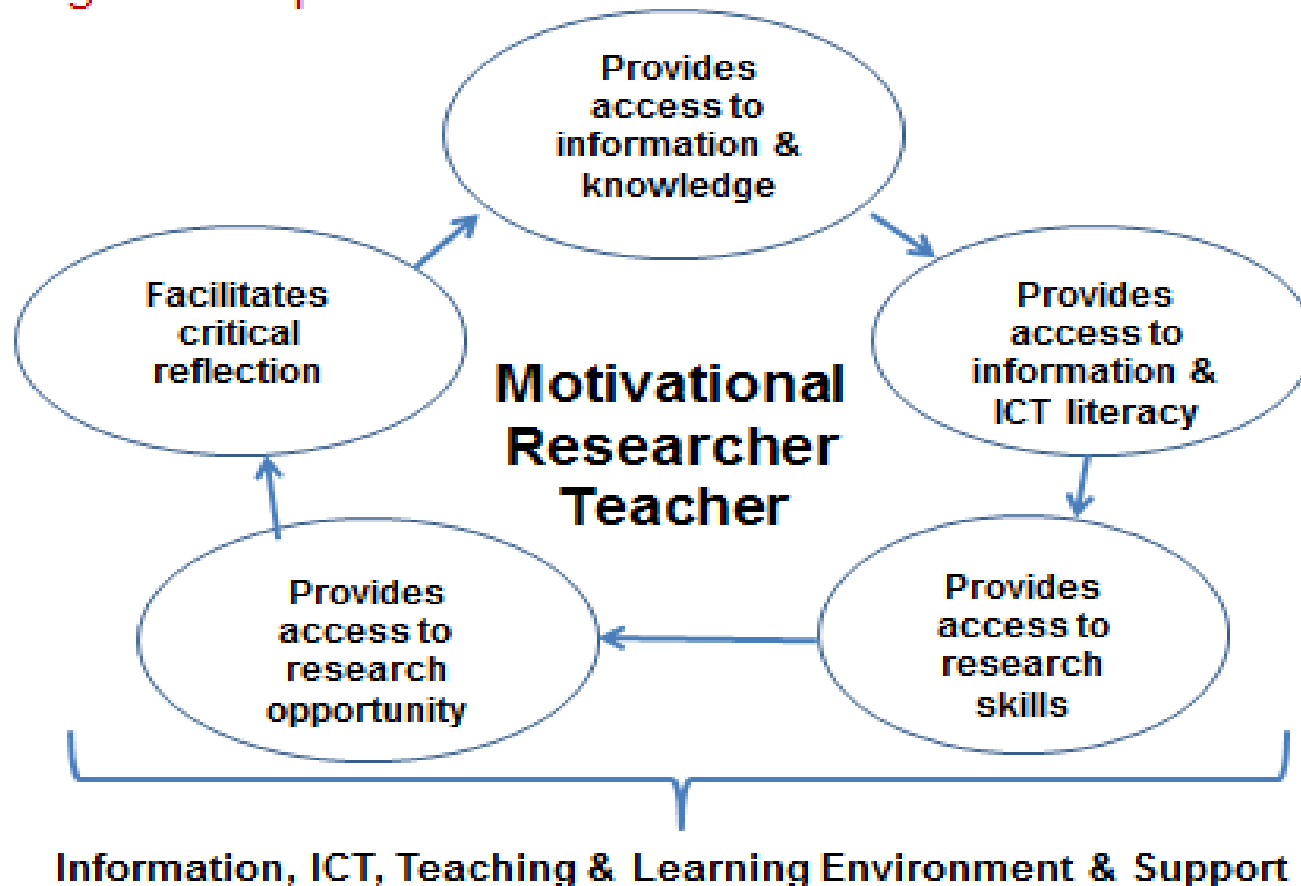 Provides
access to
information &
knowledge
Facilitates
critical
reflection
Provides
access to
information &
ICT literacy
Motivational
Researcher
Teacher
Provides
access to
research
opportunity
Provides
access to
research
skills
Information, ICT, Teaching & Learning Environment & Support